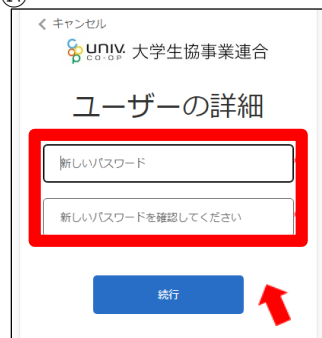 キャンセル
UNIV. CO-OP 大学生協事業連合
ユーザーの詳細
新しいパスワード
新しいパスワードを確認してください
続行